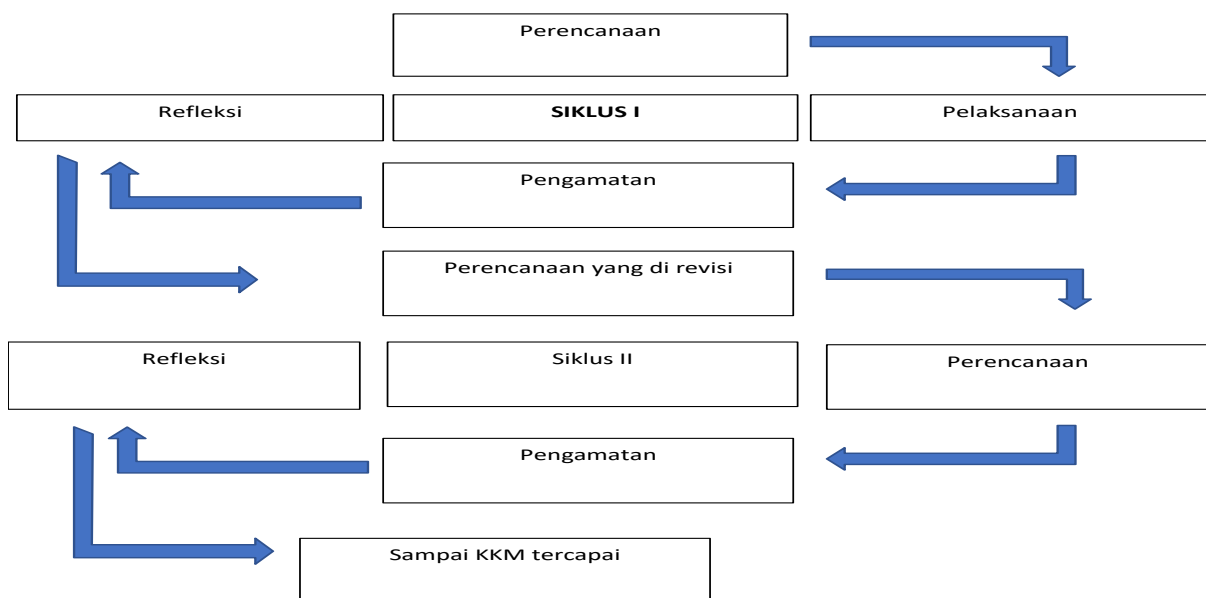 Perencanaan
Refleksi
SIKLUS I
Pelaksanaan
Pengamatan
Perencanaan yang di revisi
Refleksi
Siklus II
Perencanaan
Pengamatan
Sampai KKM tercapai